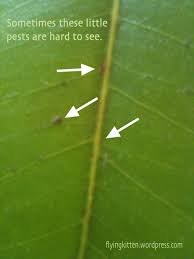 Sometimes these little
pests are hard to see.
flyingkitten.wordpress.com